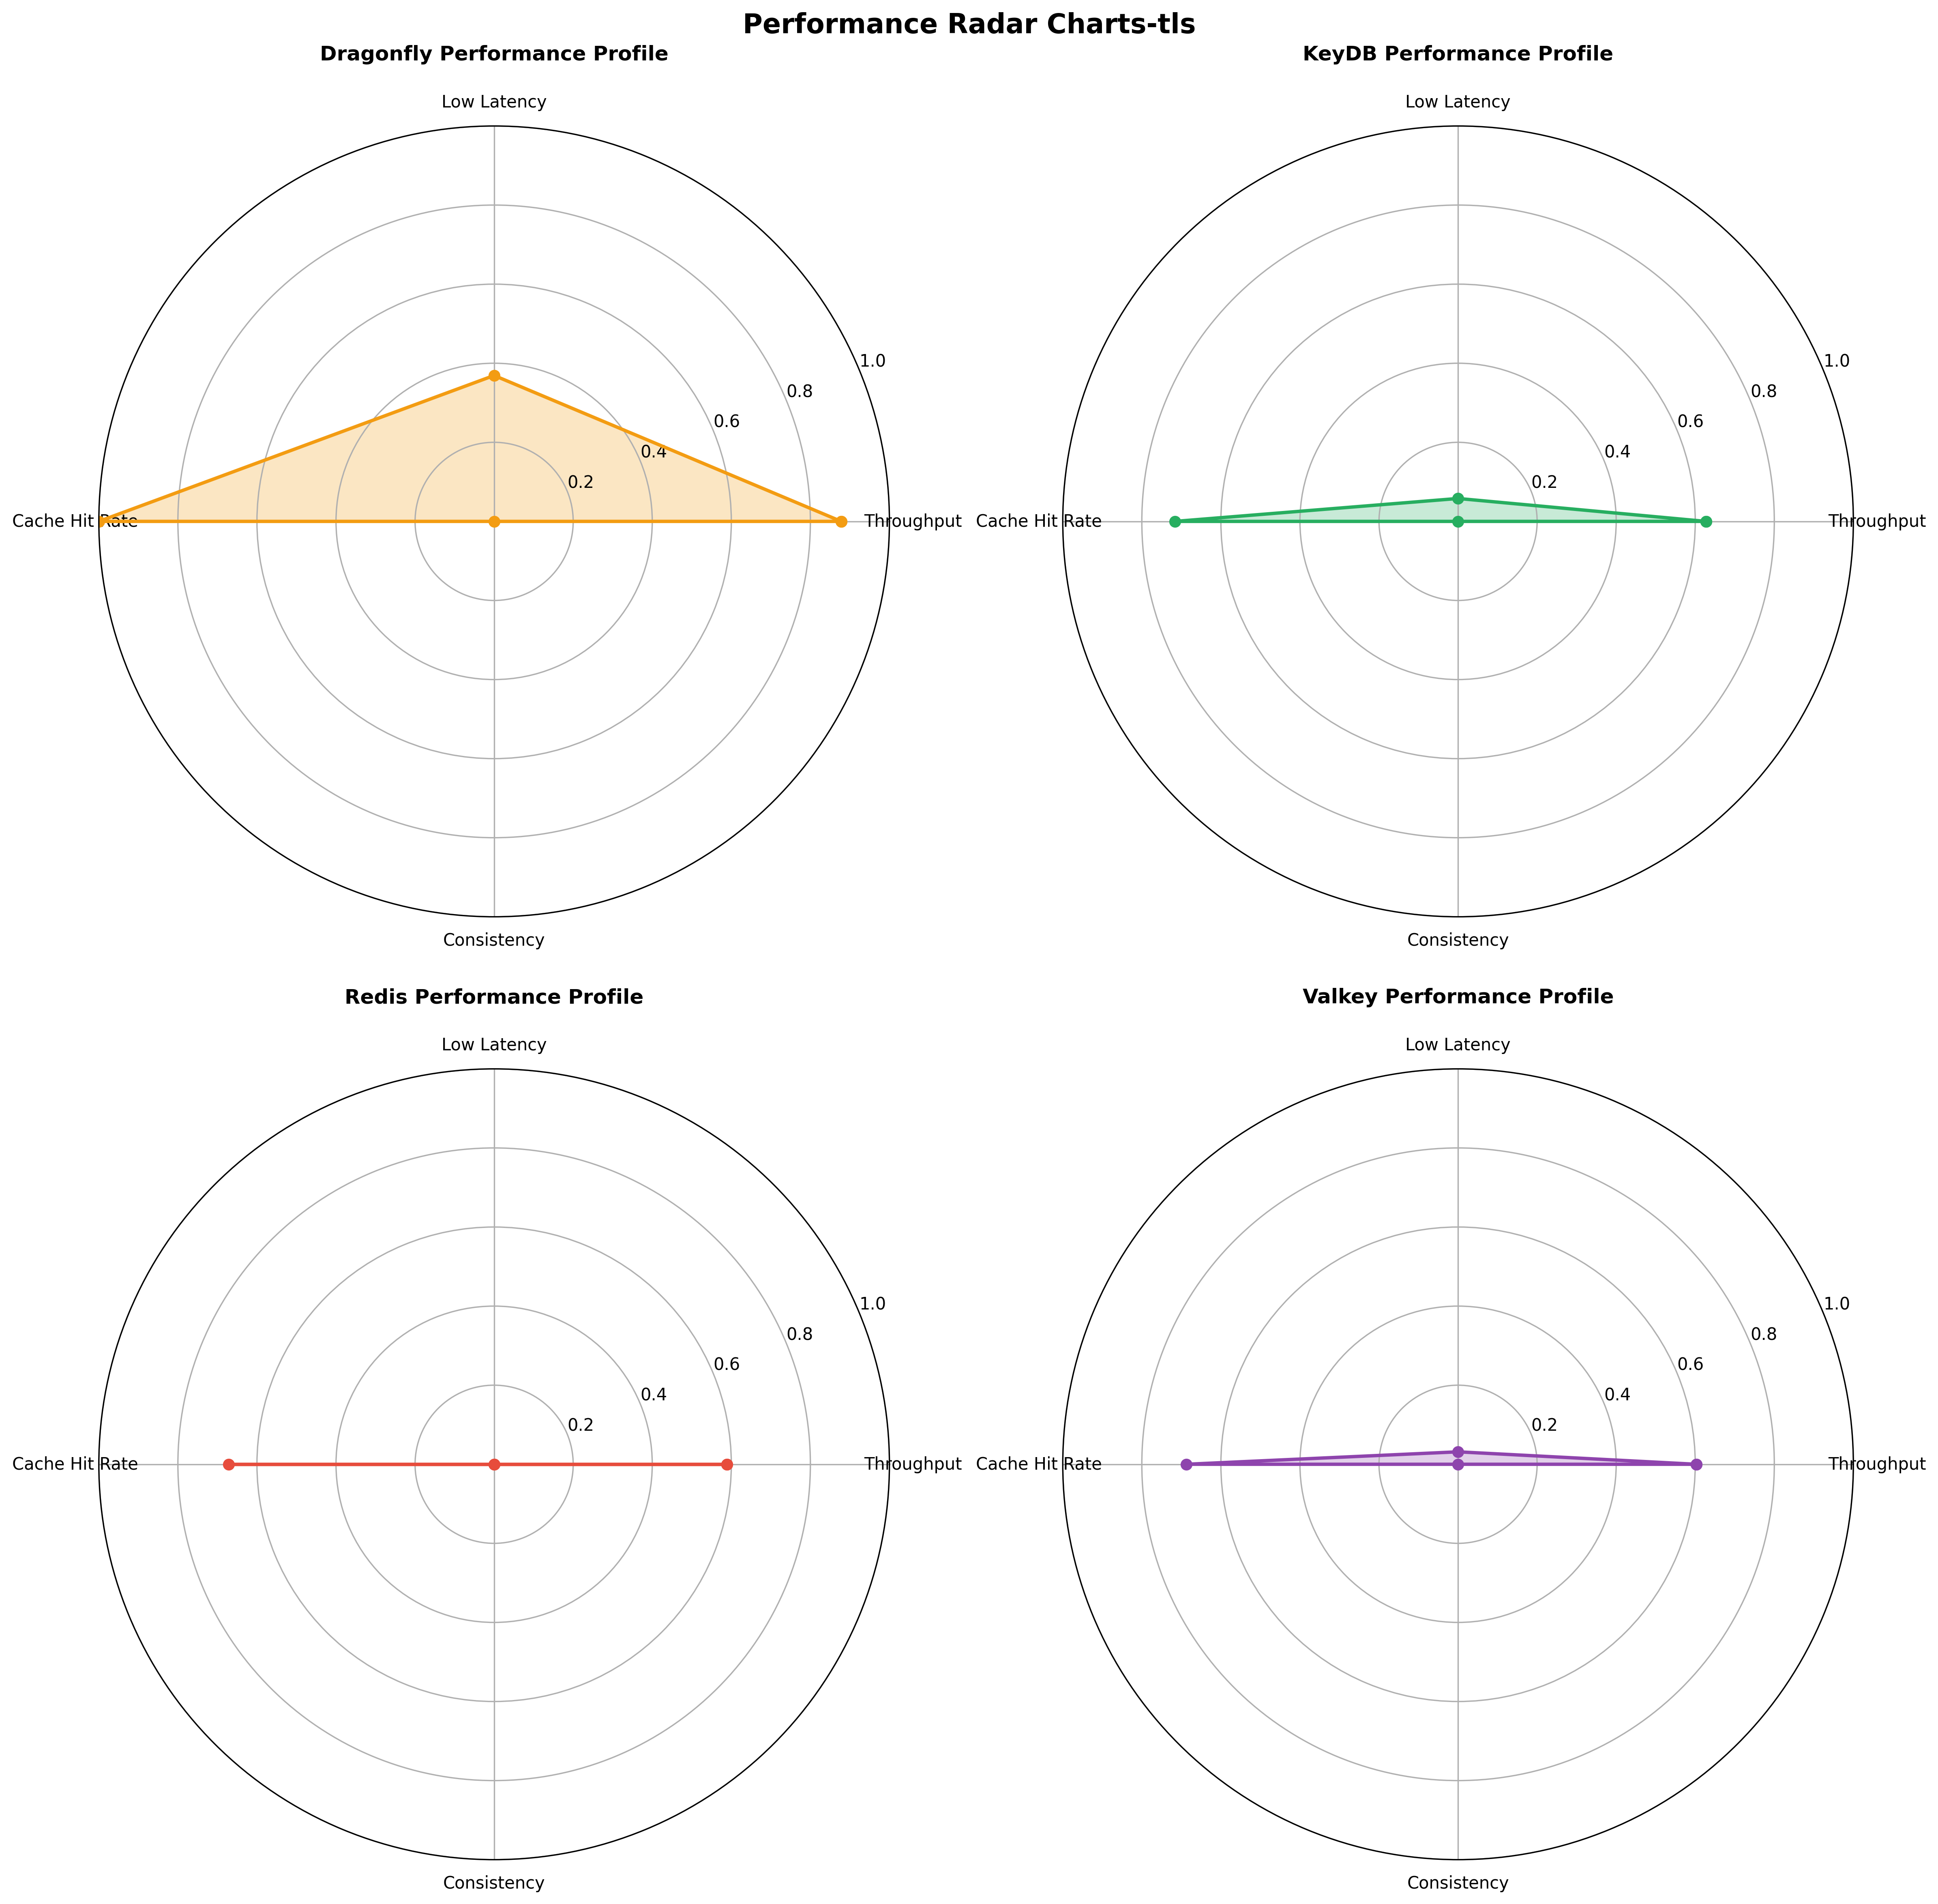 Performance Radar Charts-tls
Dragonfly Performance Profile
Low Latency
1.0
0.8
0.6
0.4
0.2
Cache Hit Rate
Throughput
Consistency
KeyDB Performance Profile
Low Latency
1.0
0.8
0.6
0.4
0.2
Cache Hit Rate
Throughput
Consistency
Redis Performance Profile
Low Latency
1.0
0.8
0.6
0.4
0.2
Cache Hit Rate
Throughput
Consistency
Valkey Performance Profile
Low Latency
1.0
0.8
0.6
0.4
0.2
Cache Hit Rate
Throughput
Consistency